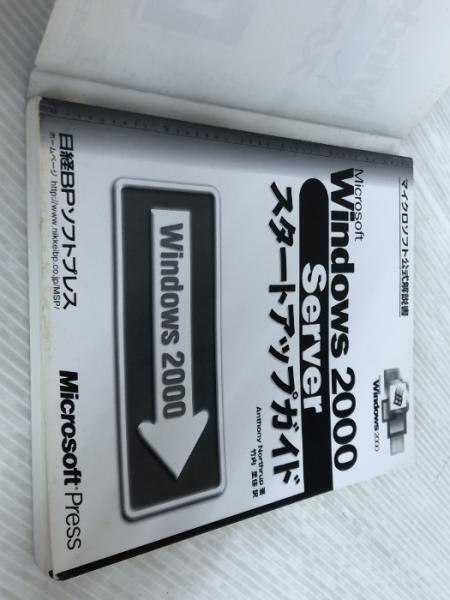 マイクロソフト公式解説書
Microsoft
Windows 2000
Server
スタートアップガイド
Windows 2000
Anthony Northrup 著
竹内 里佳 訳
Windows 2000
日経BPソフトプレス
ホームページ http://www.nikkeibp.co.jp/MSP/
Microsoft Press